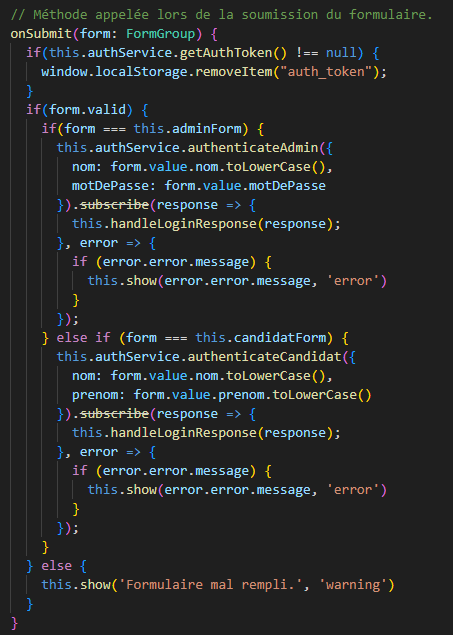 // Méthode appelée lors de la soumission du formulaire.
onSubmit(form: FormGroup) {
  if(this.authService.getAuthToken() !== null) {
    window.localStorage.removeItem("auth_token");
  }
  if(form.valid) {
    if(form === this.adminForm) {
      this.authService.authenticateAdmin({
        nom: form.value.nom.toLowerCase(),
        motDePasse: form.value.motDePasse
      }).subscribe(response => {
        this.handleLoginResponse(response);
      }, error => {
        if (error.error.message) {
          this.show(error.error.message, 'error')
        }
      });
    } else if (form === this.candidatForm) {
      this.authService.authenticateCandidat({
        nom: form.value.nom.toLowerCase(),
        prenom: form.value.prenom.toLowerCase()
      }).subscribe(response => {
        this.handleLoginResponse(response);
      }, error => {
        if (error.error.message) {
          this.show(error.error.message, 'error')
        }
      });
    }
  } else {
    this.show('Formulaire mal rempli.', 'warning')
  }
}